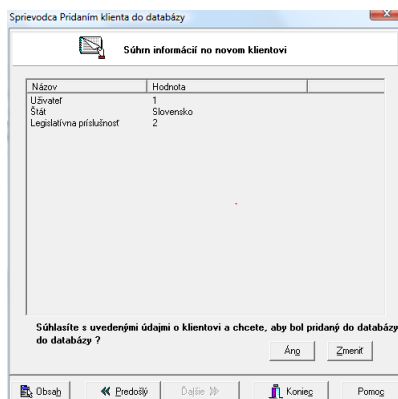 Sprievodca Pridaním klienta do databázy
Súhrn informácií no novom klientovi
Názov Hodnota
Užívateľ 1
Štát Slovensko
Legislatívna príslušnosť 2
Súhlasíte s uvedenými údajmi o klientovi a chcete, aby bol pridaný do databázy
do databázy ?
Áno Zmeniť
Obsah Predošlý Ďalšie Koniec Pomoc